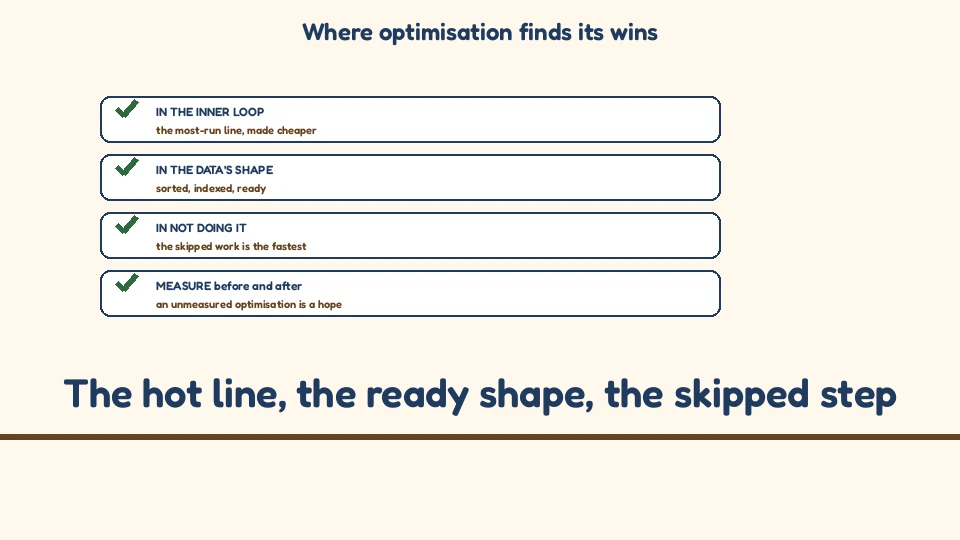 Where optimisation finds its wins
IN THE INNER LOOP
the most-run line, made cheaper
IN THE DATA'S SHAPE
sorted, indexed, ready
IN NOT DOING IT
the skipped work is the fastest
MEASURE before and after
an unmeasured optimisation is a hope
The hot line, the ready shape, the skipped step